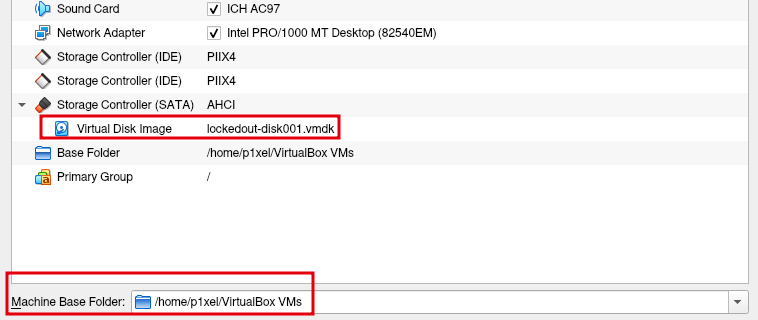 Sound Card ICH AC97
Network Adapter Intel PRO/1000 MT Desktop (82540EM)
Storage Controller (IDE) PIIX4
Storage Controller (IDE) PIIX4
Storage Controller (SATA) AHCI
Virtual Disk Image lockedout-disk001.vmdk
Base Folder /home/p1xel/VirtualBox VMs
Primary Group /
Machine Base Folder: /home/p1xel/VirtualBox VMs